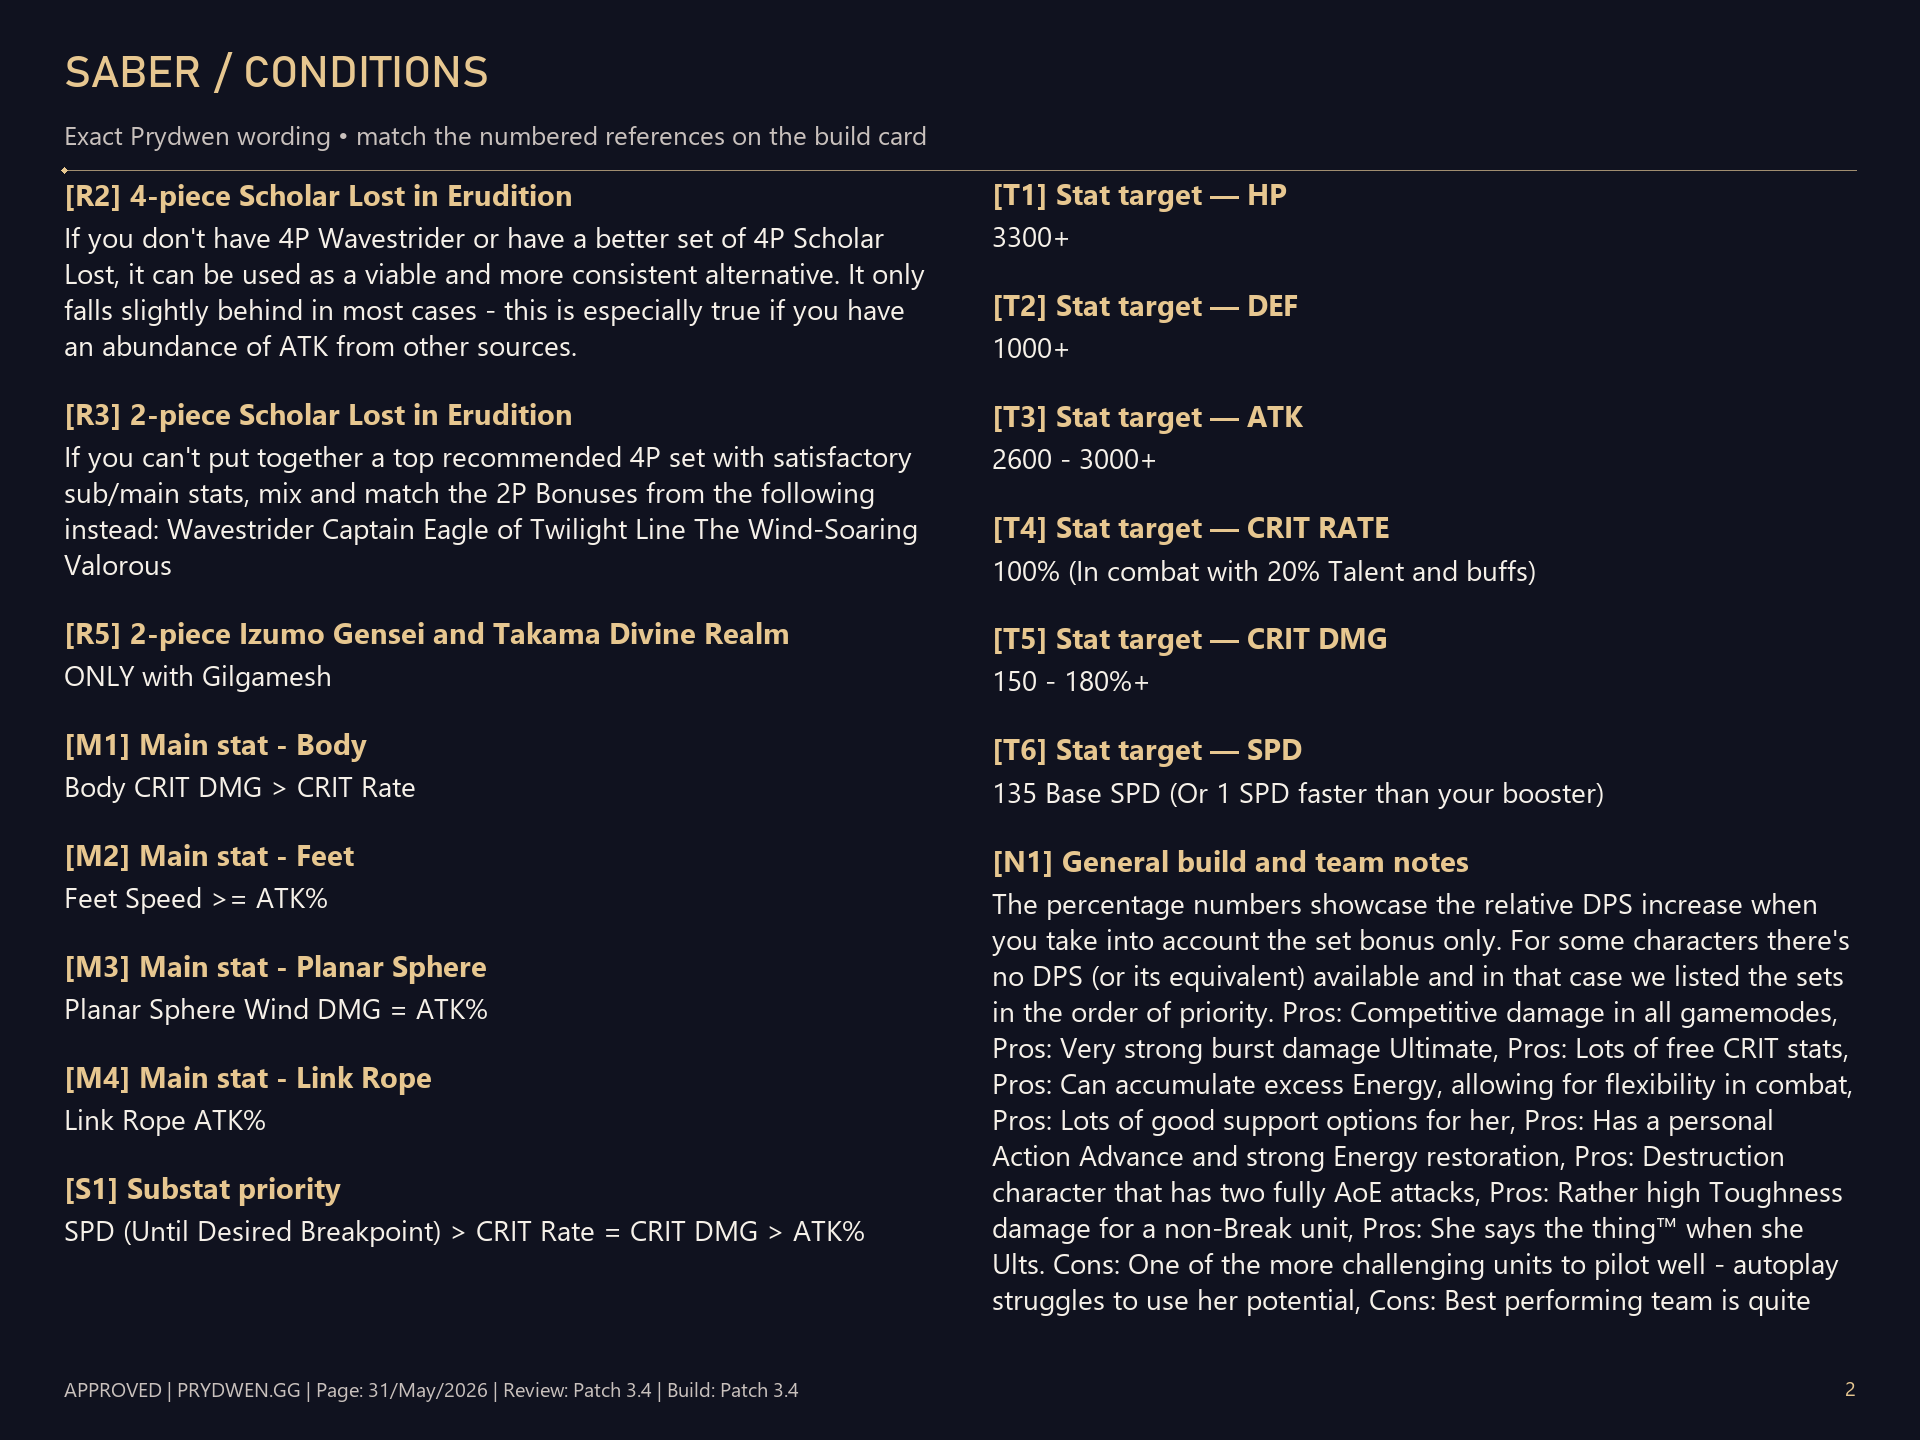 SABER / CONDITIONS
Exact Prydwen wording • match the numbered references on the build card
[R2] 4-piece Scholar Lost in Erudition
If you don't have 4P Wavestrider or have a better set of 4P Scholar
Lost, it can be used as a viable and more consistent alternative. It only
falls slightly behind in most cases - this is especially true if you have
an abundance of ATK from other sources.
[R3] 2-piece Scholar Lost in Erudition
If you can't put together a top recommended 4P set with satisfactory
sub/main stats, mix and match the 2P Bonuses from the following
instead: Wavestrider Captain Eagle of Twilight Line The Wind-Soaring
Valorous
[R5] 2-piece Izumo Gensei and Takama Divine Realm
ONLY with Gilgamesh
[M1] Main stat - Body
Body CRIT DMG > CRIT Rate
[M2] Main stat - Feet
Feet Speed >= ATK%
[M3] Main stat - Planar Sphere
Planar Sphere Wind DMG = ATK%
[M4] Main stat - Link Rope
Link Rope ATK%
[S1] Substat priority
SPD (Until Desired Breakpoint) > CRIT Rate = CRIT DMG > ATK%
[T1] Stat target — HP
3300+
[T2] Stat target — DEF
1000+
[T3] Stat target — ATK
2600 - 3000+
[T4] Stat target — CRIT RATE
100% (In combat with 20% Talent and buffs)
[T5] Stat target — CRIT DMG
150 - 180%+
[T6] Stat target — SPD
135 Base SPD (Or 1 SPD faster than your booster)
[N1] General build and team notes
The percentage numbers showcase the relative DPS increase when
you take into account the set bonus only. For some characters there's
no DPS (or its equivalent) available and in that case we listed the sets
in the order of priority. Pros: Competitive damage in all gamemodes,
Pros: Very strong burst damage Ultimate, Pros: Lots of free CRIT stats,
Pros: Can accumulate excess Energy, allowing for flexibility in combat,
Pros: Lots of good support options for her, Pros: Has a personal
Action Advance and strong Energy restoration, Pros: Destruction
character that has two fully AoE attacks, Pros: Rather high Toughness
damage for a non-Break unit, Pros: She says the thing™ when she
Ults. Cons: One of the more challenging units to pilot well - autoplay
struggles to use her potential, Cons: Best performing team is quite
APPROVED | PRYDWEN.GG | Page: 31/May/2026 | Review: Patch 3.4 | Build: Patch 3.4
2